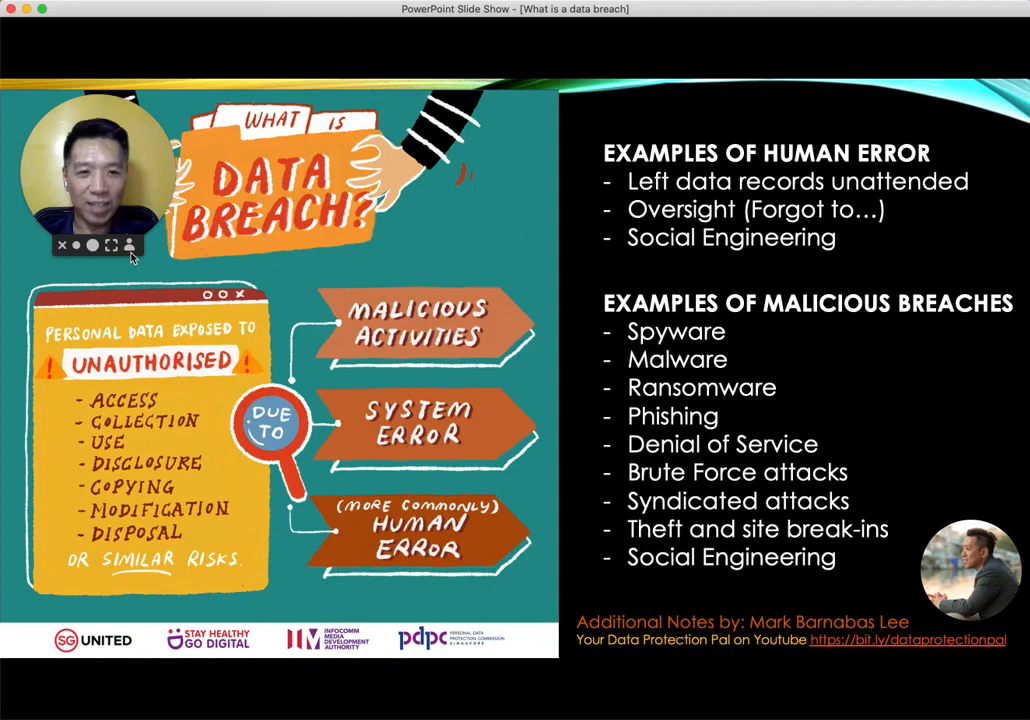 PowerPoint Slide Show - [What is a data breach]
WHAT IS
DATA
BREACH?
PERSONAL DATA EXPOSED TO
UNAUTHORISED
- ACCESS
- COLLECTION
- USE
- DISCLOSURE
- COPYING
- MODIFICATION
- DISPOSAL
OR SIMILAR RISKS.
DUE
TO
MALICIOUS
ACTIVITIES
SYSTEM
ERROR
(MORE COMMONLY)
HUMAN
ERROR
SG UNITED
STAY HEALTHY
GO DIGITAL
INFOCOMM
MEDIA
DEVELOPMENT
AUTHORITY
pdpc
PERSONAL DATA
PROTECTION COMMISSION
SINGAPORE
EXAMPLES OF HUMAN ERROR
- Left data records unattended
- Oversight (Forgot to...)
- Social Engineering
EXAMPLES OF MALICIOUS BREACHES
- Spyware
- Malware
- Ransomware
- Phishing
- Denial of Service
- Brute Force attacks
- Syndicated attacks
- Theft and site break-ins
- Social Engineering
Additional Notes by: Mark Barnabas Lee
Your Data Protection Pal on Youtube https://bit.ly/dataprotectionpal